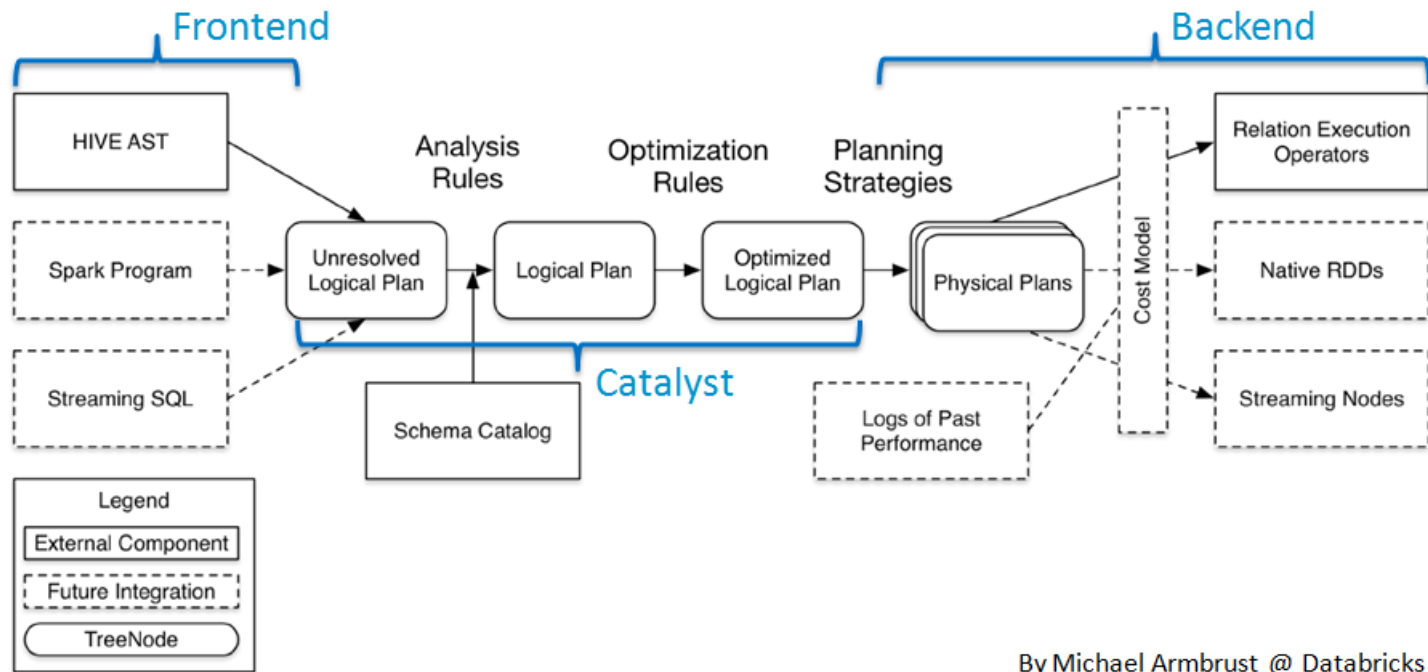 Frontend
Backend
HIVE AST
Analysis
Rules
Optimization
Rules
Planning
Strategies
Relation Execution
Operators
Spark Program
Unresolved
Logical Plan
Logical Plan
Optimized
Logical Plan
Physical Plans
Cost Model
Native RDDs
Streaming SQL
Catalyst
Schema Catalog
Logs of Past
Performance
Streaming Nodes
Legend
External Component
Future Integration
TreeNode
By Michael Armbrust @ Databricks